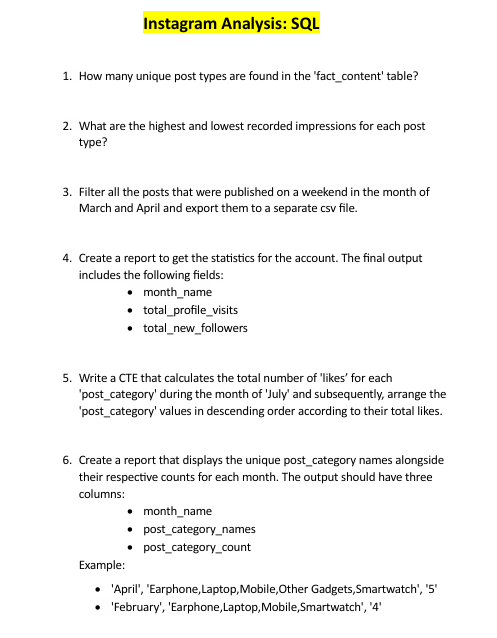 Instagram Analysis: SQL
1. How many unique post types are found in the 'fact_content' table?
2. What are the highest and lowest recorded impressions for each post
type?
3. Filter all the posts that were published on a weekend in the month of
March and April and export them to a separate csv file.
4. Create a report to get the statistics for the account. The final output
includes the following fields:
• month_name
• total_profile_visits
• total_new_followers
5. Write a CTE that calculates the total number of 'likes’ for each
'post_category' during the month of 'July' and subsequently, arrange the
'post_category' values in descending order according to their total likes.
6. Create a report that displays the unique post_category names alongside
their respective counts for each month. The output should have three
columns:
• month_name
• post_category_names
• post_category_count
Example:
• 'April', 'Earphone,Laptop,Mobile,Other Gadgets,Smartwatch', '5'
• 'February', 'Earphone,Laptop,Mobile,Smartwatch', '4'